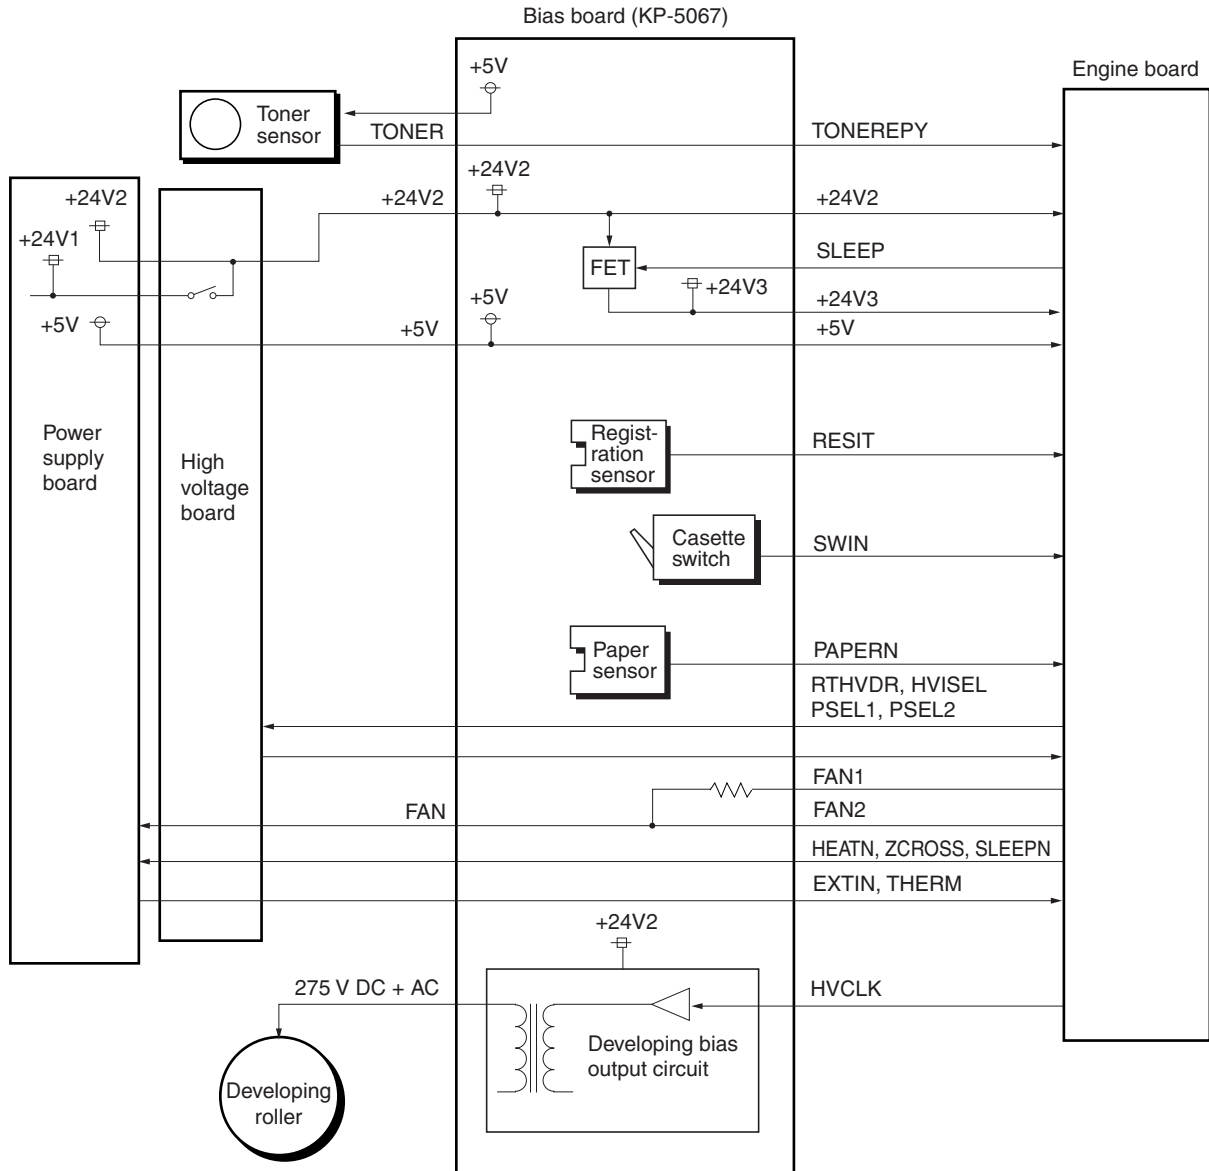 Bias board (KP-5067)
+5V
Engine board
Toner
sensor
TONER
TONEREPY
+24V2
+24V2
+24V2
+24V2
+24V1
SLEEP
FET
+24V3
+24V3
+5V
+5V
+5V
+5V
Power
supply
board
High
voltage
board
Regist-
ration
sensor
RESIT
Casette
switch
SWIN
Paper
sensor
PAPERN
RTHVDR, HVISEL
PSEL1, PSEL2
FAN1
FAN
FAN2
HEATN, ZCROSS, SLEEPN
EXTIN, THERM
+24V2
275 V DC + AC
HVCLK
Developing bias
output circuit
Developing
roller